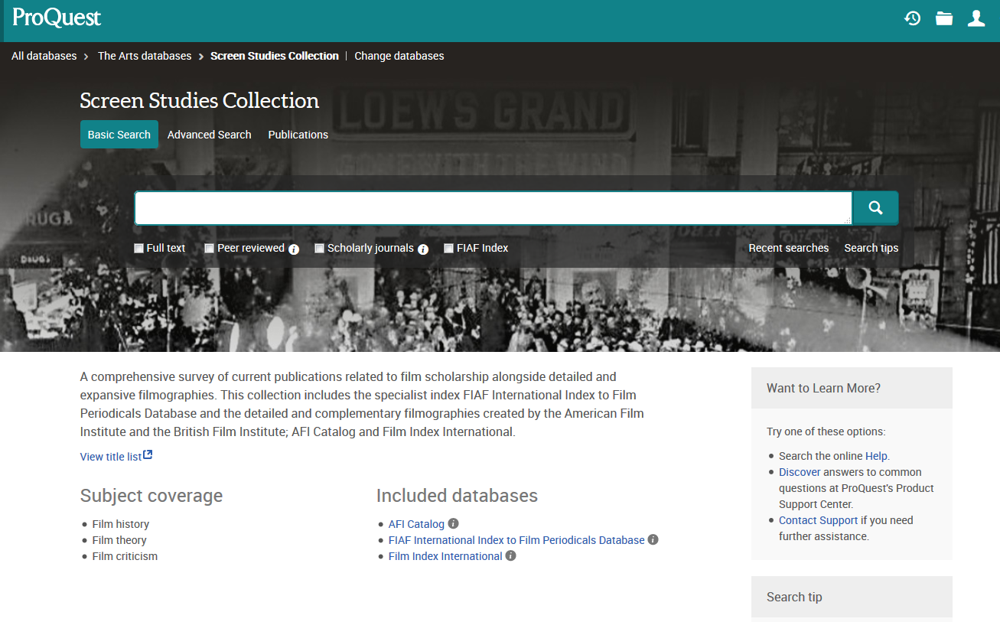 ProQuest
All databases > The Arts databases > Screen Studies Collection | Change databases
Screen Studies Collection
LOEW'S GRAND
Basic Search Advanced Search Publications
GONE WITH THE WIND
DRUGS
Full text Peer reviewed i Scholarly journals i FIAF Index Recent searches Search tips
DRUGS
A comprehensive survey of current publications related to film scholarship alongside detailed and
expansive filmographies. This collection includes the specialist index FIAF International Index to Film
Periodicals Database and the detailed and complementary filmographies created by the American Film
Institute and the British Film Institute; AFI Catalog and Film Index International.
View title list
Subject coverage
• Film history
• Film theory
• Film criticism
Included databases
• AFI Catalog i
• FIAF International Index to Film Periodicals Database i
• Film Index International i
Want to Learn More?
Try one of these options:
• Search the online Help.
• Discover answers to common
questions at ProQuest's Product
Support Center.
• Contact Support if you need
further assistance.
Search tip